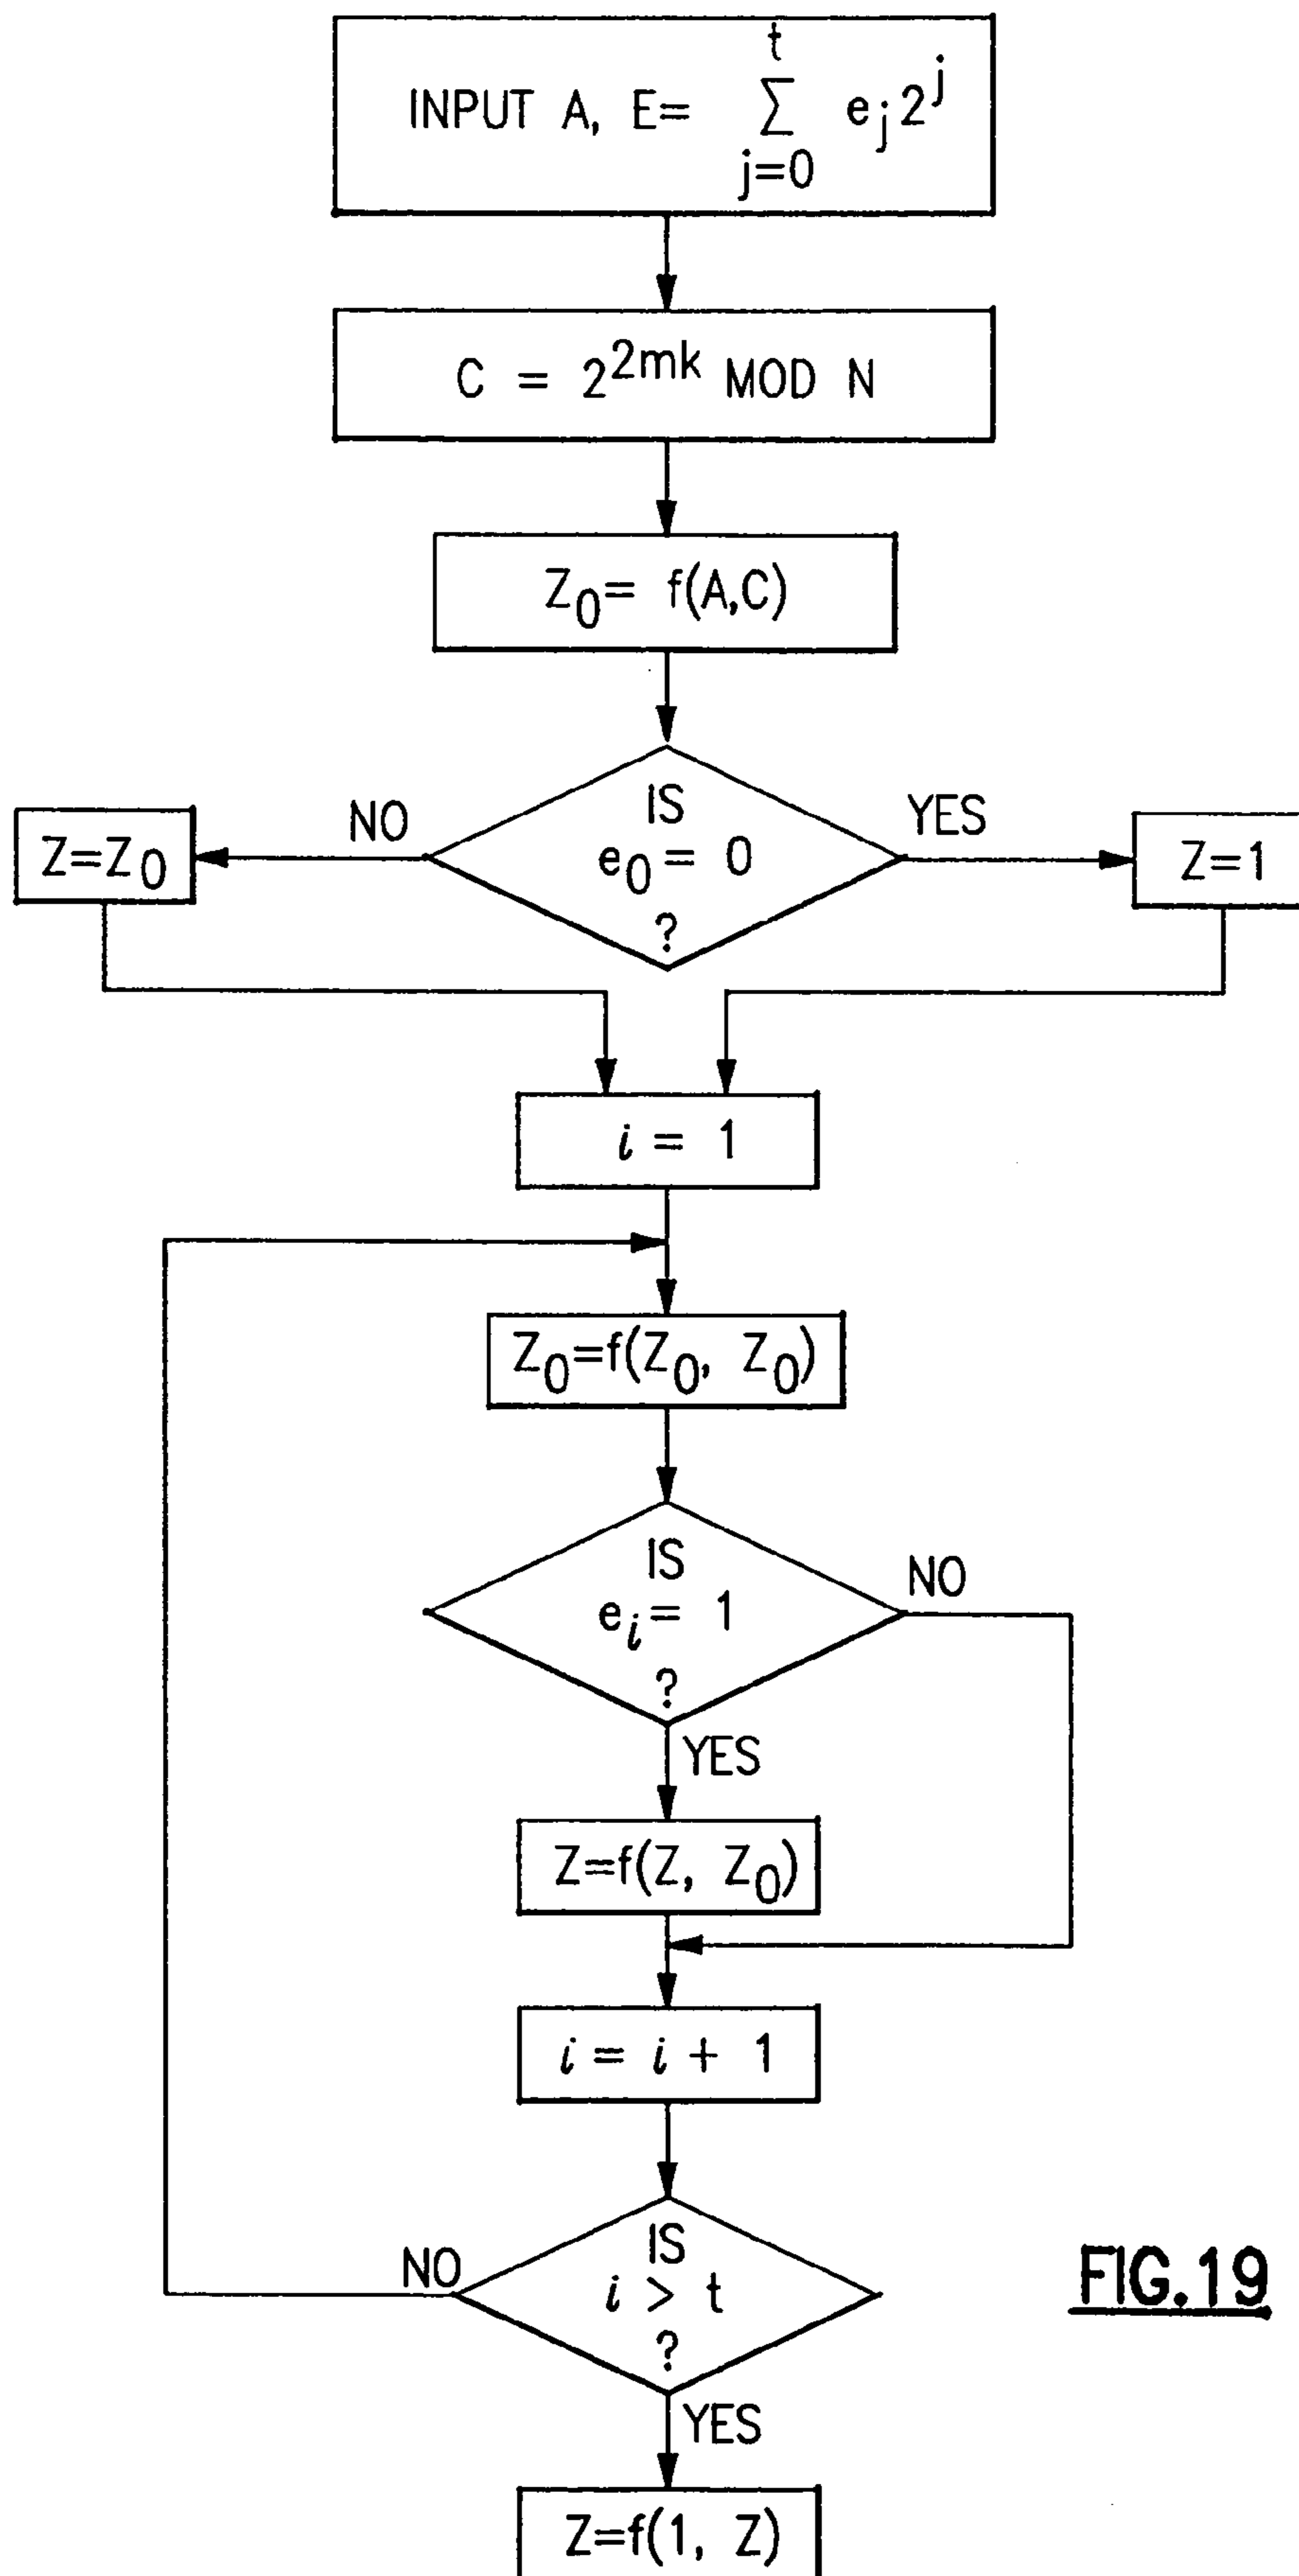 t
INPUT A, E= ∑ e_j 2^j
j=0
C = 2^{2mk} MOD N
Z_0= f(A,C)
NO
IS
e_0 = 0
?
YES
Z=Z_0
Z=1
i = 1
Z_0=f(Z_0, Z_0)
IS
e_i= 1
?
NO
YES
Z=f(Z, Z_0)
i = i + 1
NO
IS
i > t
?
YES
Z=f(1, Z)
FIG.19